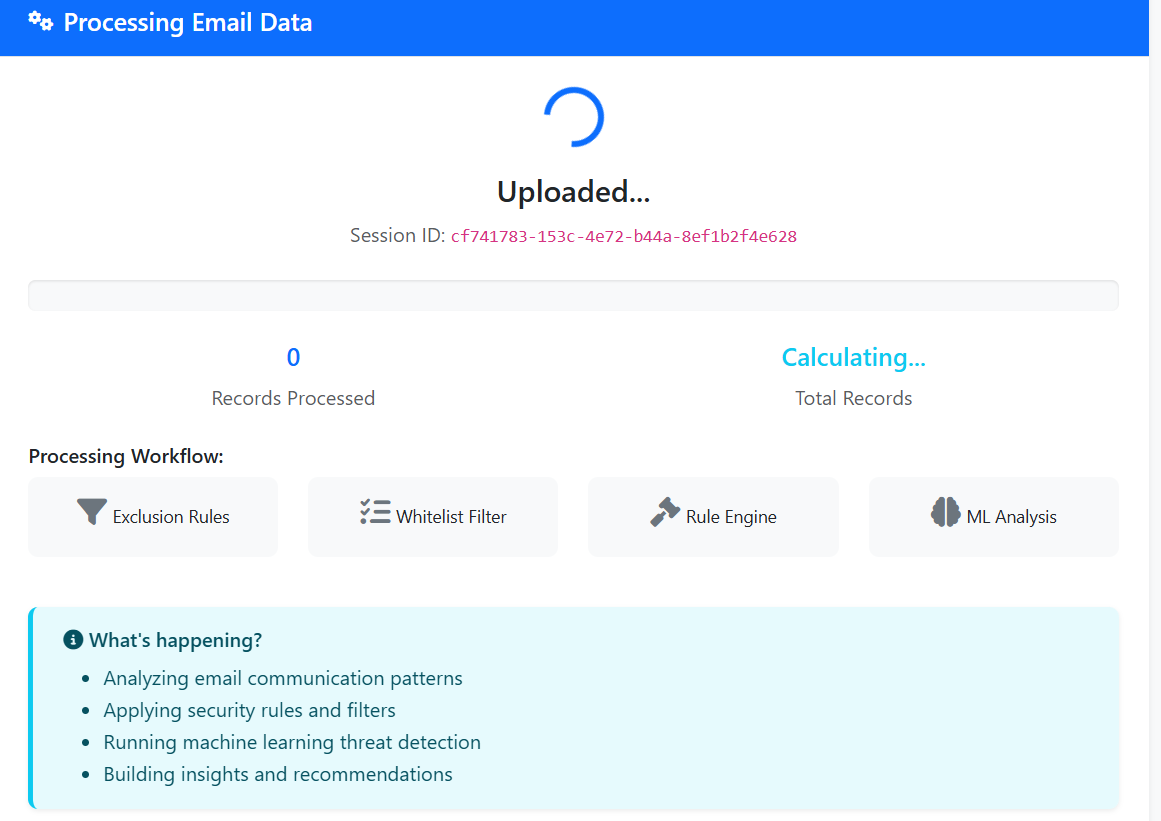 Processing Email Data
Uploaded...
Session ID: cf741783-153c-4e72-b44a-8ef1b2f4e628
0
Records Processed
Calculating...
Total Records
Processing Workflow:
Exclusion Rules
Whitelist Filter
Rule Engine
ML Analysis
What's happening?
Analyzing email communication patterns
Applying security rules and filters
Running machine learning threat detection
Building insights and recommendations